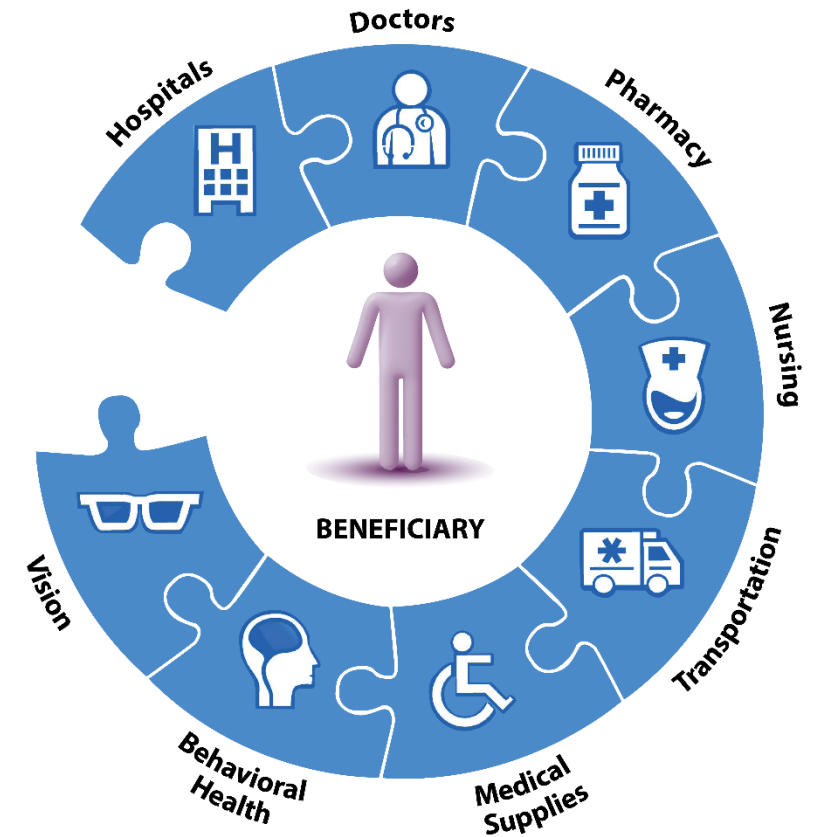 Doctors
Hospitals
Pharmacy
H
Nursing
BENEFICIARY
Transportation
Vision
Behavioral
Health
Medical
Supplies